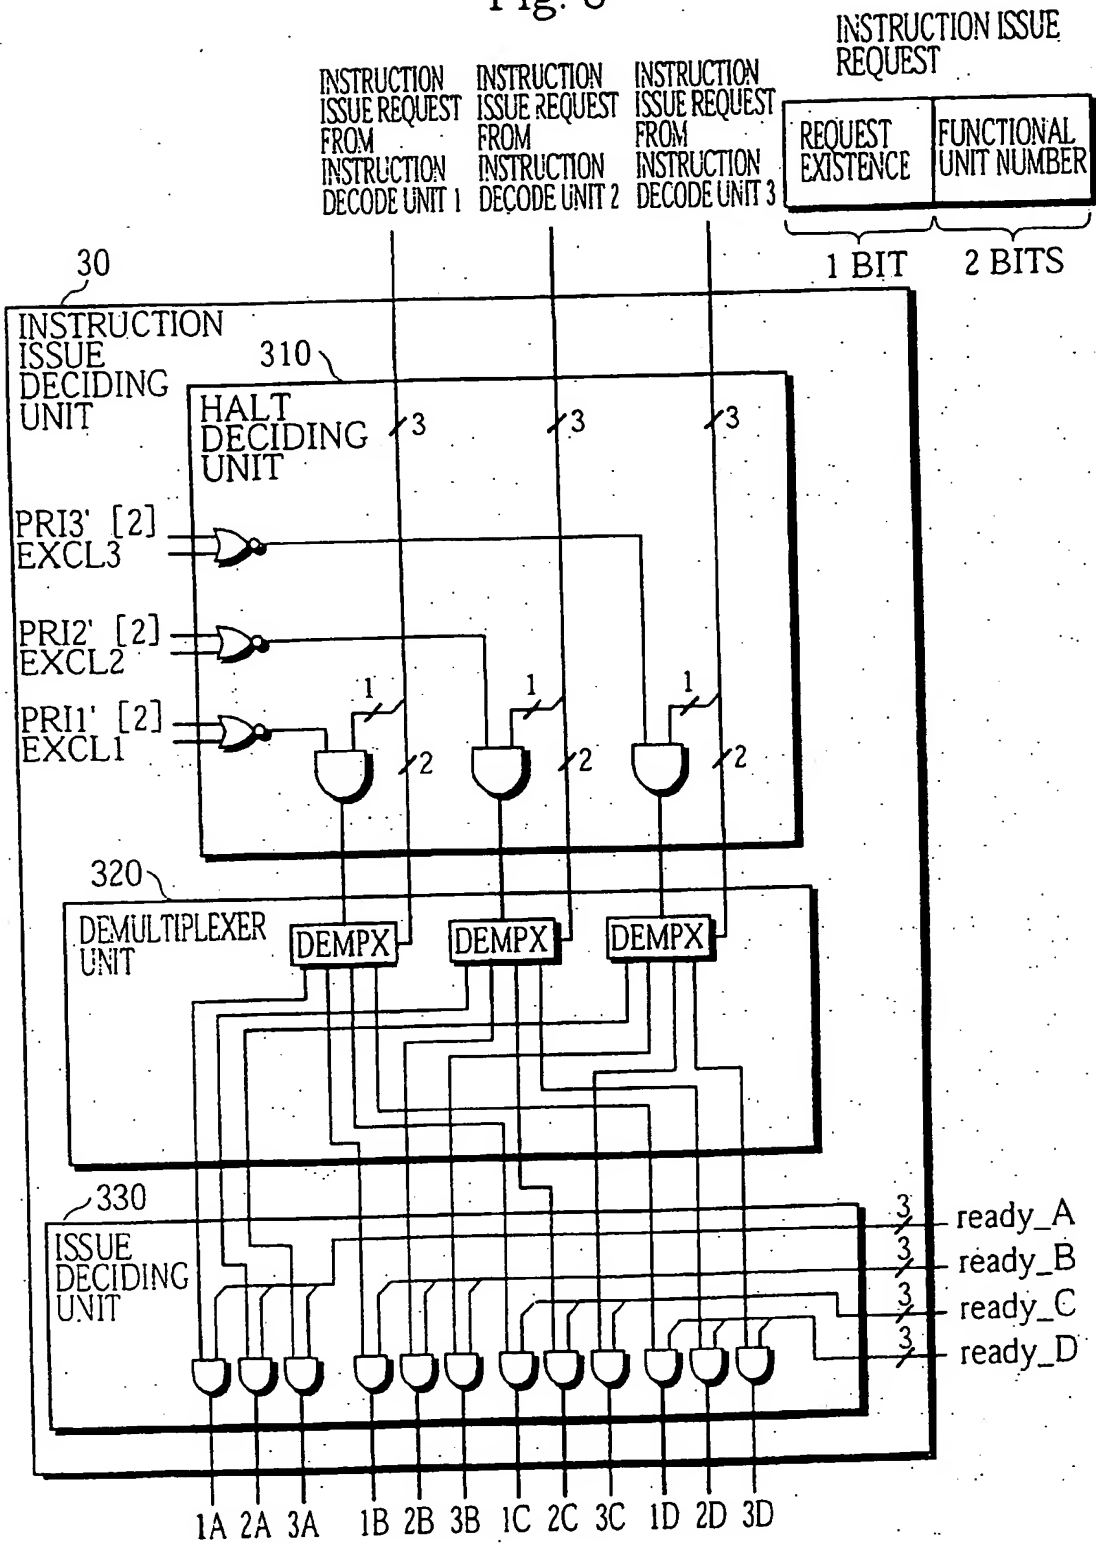 Fig. 6
INSTRUCTION ISSUE
REQUEST
REQUEST
EXISTENCE
FUNCTIONAL
UNIT NUMBER
1 BIT
2 BITS
INSTRUCTION
ISSUE REQUEST
FROM
INSTRUCTION
DECODE UNIT 1
INSTRUCTION
ISSUE REQUEST
FROM
INSTRUCTION
DECODE UNIT 2
INSTRUCTION
ISSUE REQUEST
FROM
INSTRUCTION
DECODE UNIT 3
30
INSTRUCTION
ISSUE
DECIDING
UNIT
310
HALT
DECIDING
UNIT
3
3
3
PRI3' [2]
EXCL3
PRI2' [2]
EXCL2
PRI1' [2]
EXCL1
1
1
1
2
2
2
320
DEMULTIPLEXER
UNIT
DEMPX
DEMPX
DEMPX
330
ISSUE
DECIDING
UNIT
3
ready_A
3
ready_B
3
ready_C
3
ready_D
1A 2A 3A 1B 2B 3B 1C 2C 3C 1D 2D 3D